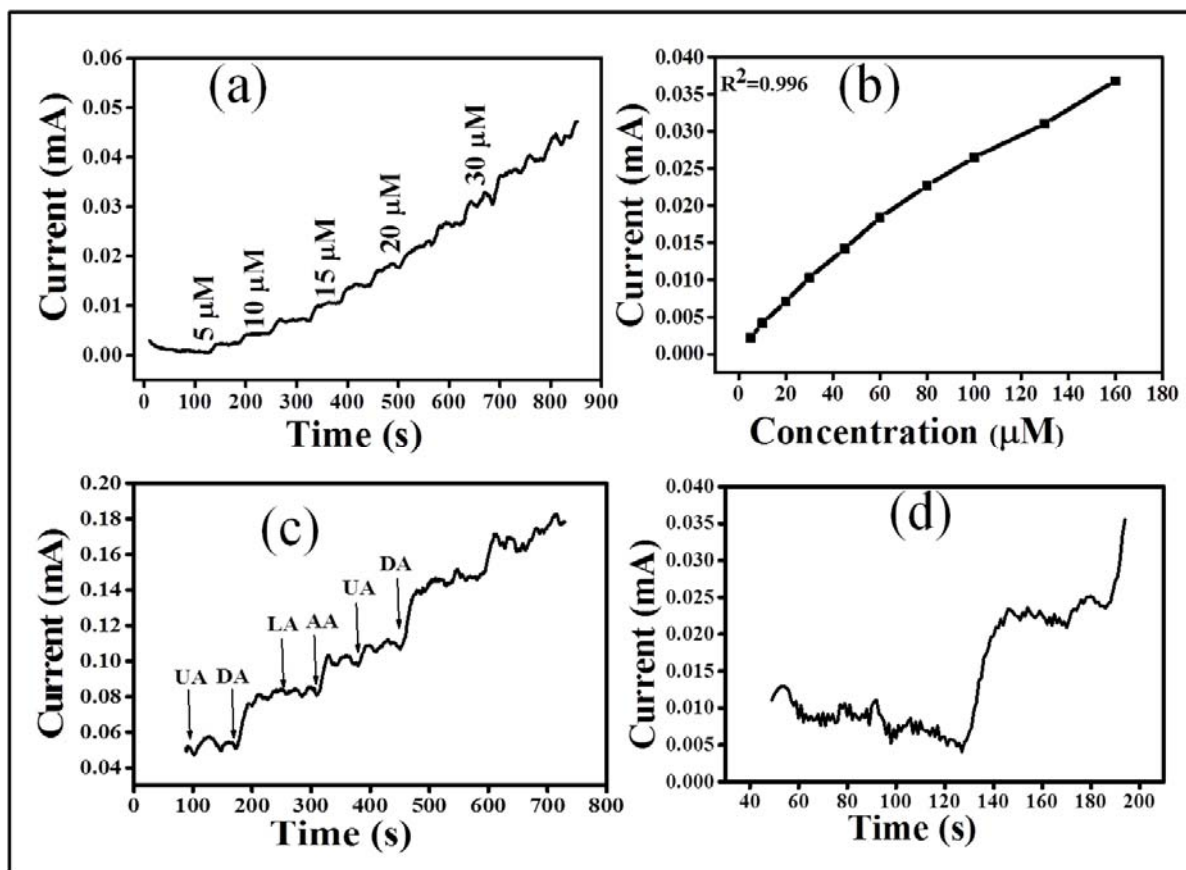 (a)
Current (mA)
0.06
0.05
0.04
0.03
0.02
0.01
0.00
5 µM
10 µM
15 µM
20 µM
30 µM
0 100 200 300 400 500 600 700 800 900
Time (s)
(b)
R²=0.996
Current (mA)
0.040
0.035
0.030
0.025
0.020
0.015
0.010
0.005
0.000
0 20 40 60 80 100 120 140 160 180
Concentration (µM)
(c)
Current (mA)
0.20
0.18
0.16
0.14
0.12
0.10
0.08
0.06
0.04
UA
DA
LA
AA
UA
DA
0 100 200 300 400 500 600 700 800
Time (s)
(d)
Current (mA)
0.040
0.035
0.030
0.025
0.020
0.015
0.010
0.005
0.000
40 60 80 100 120 140 160 180 200
Time (s)